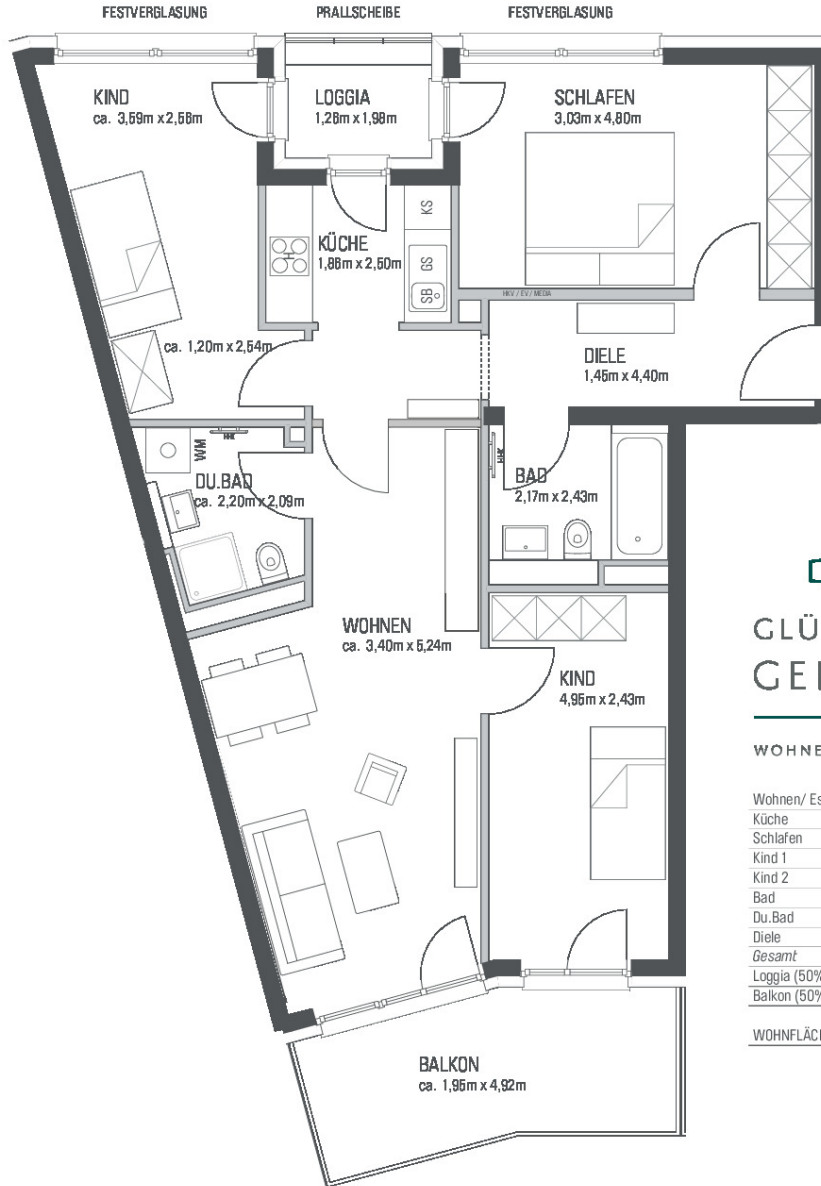 FESTVERGLASUNG PRALLSCHEIBE FESTVERGLASUNG
KIND
ca. 3,59m x 2,56m
LOGGIA
1,26m x 1,98m
SCHLAFEN
3,03m x 4,80m
KÜCHE
1,86m x 2,50m
KS
GS
SB
HKV / EV / MEDIA
ca. 1,20m x 2,54m
DIELE
1,45m x 4,40m
WM
HHK
DU.BAD
ca. 2,20m x 2,09m
HHK
BAD
2,17m x 2,43m
WOHNEN
ca. 3,40m x 5,24m
KIND
4,95m x 2,43m
BALKON
ca. 1,95m x 4,92m
GLÜ
GE
WOHNE
Wohnen/ Es
Küche
Schlafen
Kind 1
Kind 2
Bad
Du.Bad
Diele
Gesamt
Loggia (50%
Balkon (50%
WOHNFLÄC